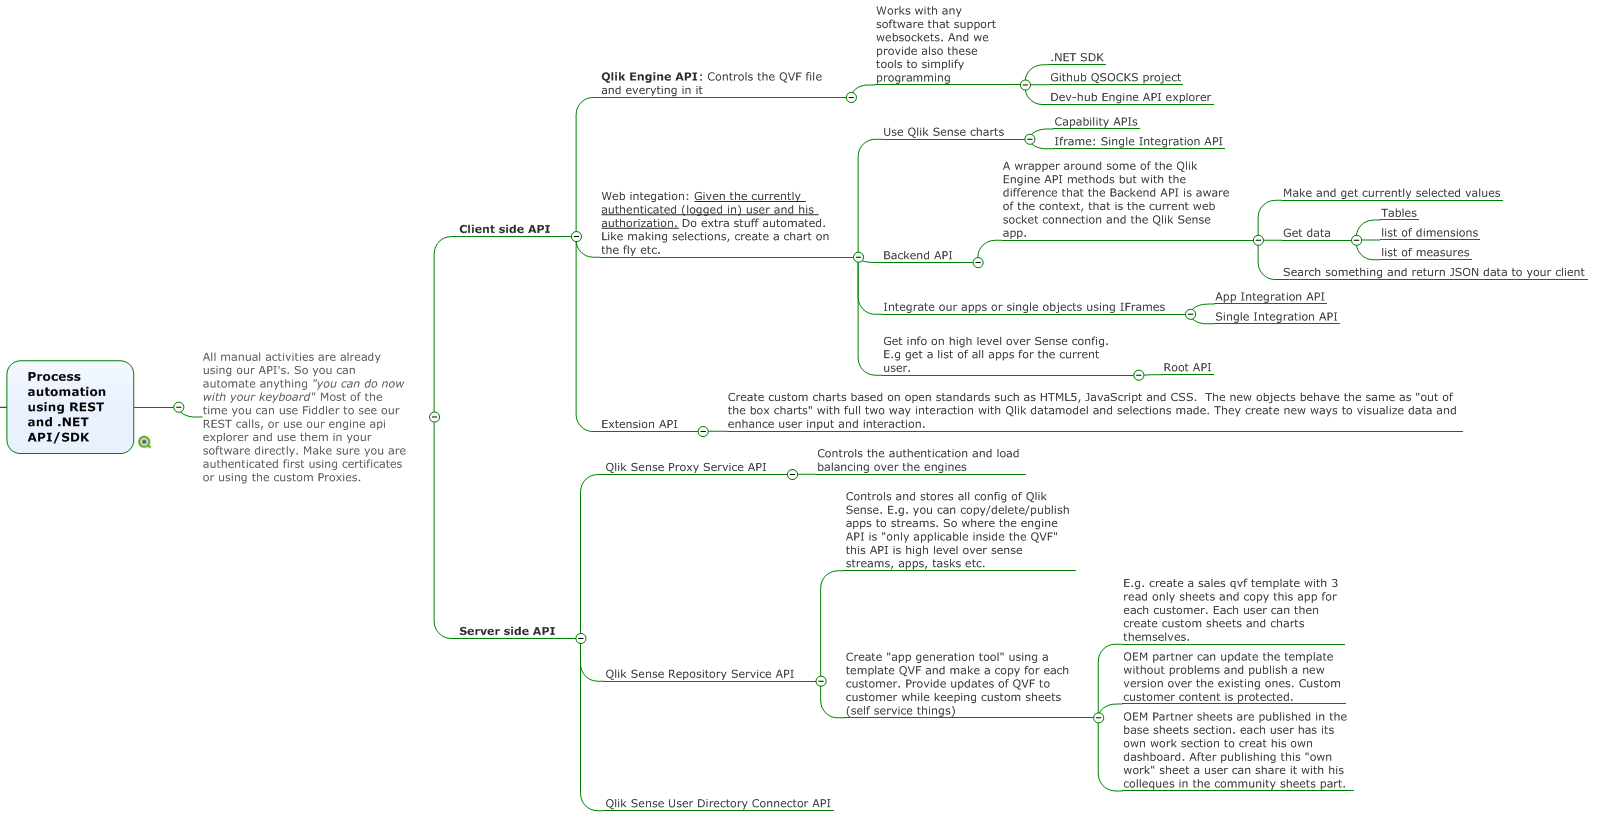 Process
automation
using REST
and .NET
API/SDK
All manual activities are already
using our API's. So you can
automate anything "you can do now
with your keyboard" Most of the
time you can use Fiddler to see our
REST calls, or use our engine api
explorer and use them in your
software directly. Make sure you are
authenticated first using certificates
or using the custom Proxies.
Client side API
Qlik Engine API: Controls the QVF file
and everyting in it
Works with any
software that support
websockets. And we
provide also these
tools to simplify
programming
.NET SDK
Github QSOCKS project
Dev-hub Engine API explorer
Web intgation: Given the currently
authenticated (logged in) user and his
authorization. Do extra stuff automated.
Like making selections, create a chart on
the fly etc.
Use Qlik Sense charts
Capability APIs
Iframe: Single Integration API
Backend API
A wrapper around some of the Qlik
Engine API methods but with the
difference that the Backend API is aware
of the context, that is the current web
socket connection and the Qlik Sense
app.
Make and get currently selected values
Get data
Tables
list of dimensions
list of measures
Search something and return JSON data to your client
Integrate our apps or single objects using IFrames
App Integration API
Single Integration API
Get info on high level over Sense config.
E.g get a list of all apps for the current
user.
Root API
Extension API
Create custom charts based on open standards such as HTML5, JavaScript and CSS. The new objects behave the same as "out of
the box charts" with full two way interaction with Qlik datamodel and selections made. They create new ways to visualize data and
enhance user input and interaction.
Server side API
Qlik Sense Proxy Service API
Controls the authentication and load
balancing over the engines
Qlik Sense Repository Service API
Controls and stores all config of Qlik
Sense. E.g. you can copy/delete/publish
apps to streams. So where the engine
API is "only applicable inside the QVF"
this API is high level over sense
streams, apps, tasks etc.
Create "app generation tool" using a
template QVF and make a copy for each
customer. Provide updates of QVF to
customer while keeping custom sheets
(self service things)
E.g. create a sales qvf template with 3
read only sheets and copy this app for
each customer. Each user can then
create custom sheets and charts
themselves.
OEM partner can update the template
without problems and publish a new
version over the existing ones. Custom
customer content is protected.
OEM Partner sheets are published in the
base sheets section. each user has its
own work section to creat his own
dashboard. After publishing this "own
work" sheet a user can share it with his
colleques in the community sheets part.
Qlik Sense User Directory Connector API